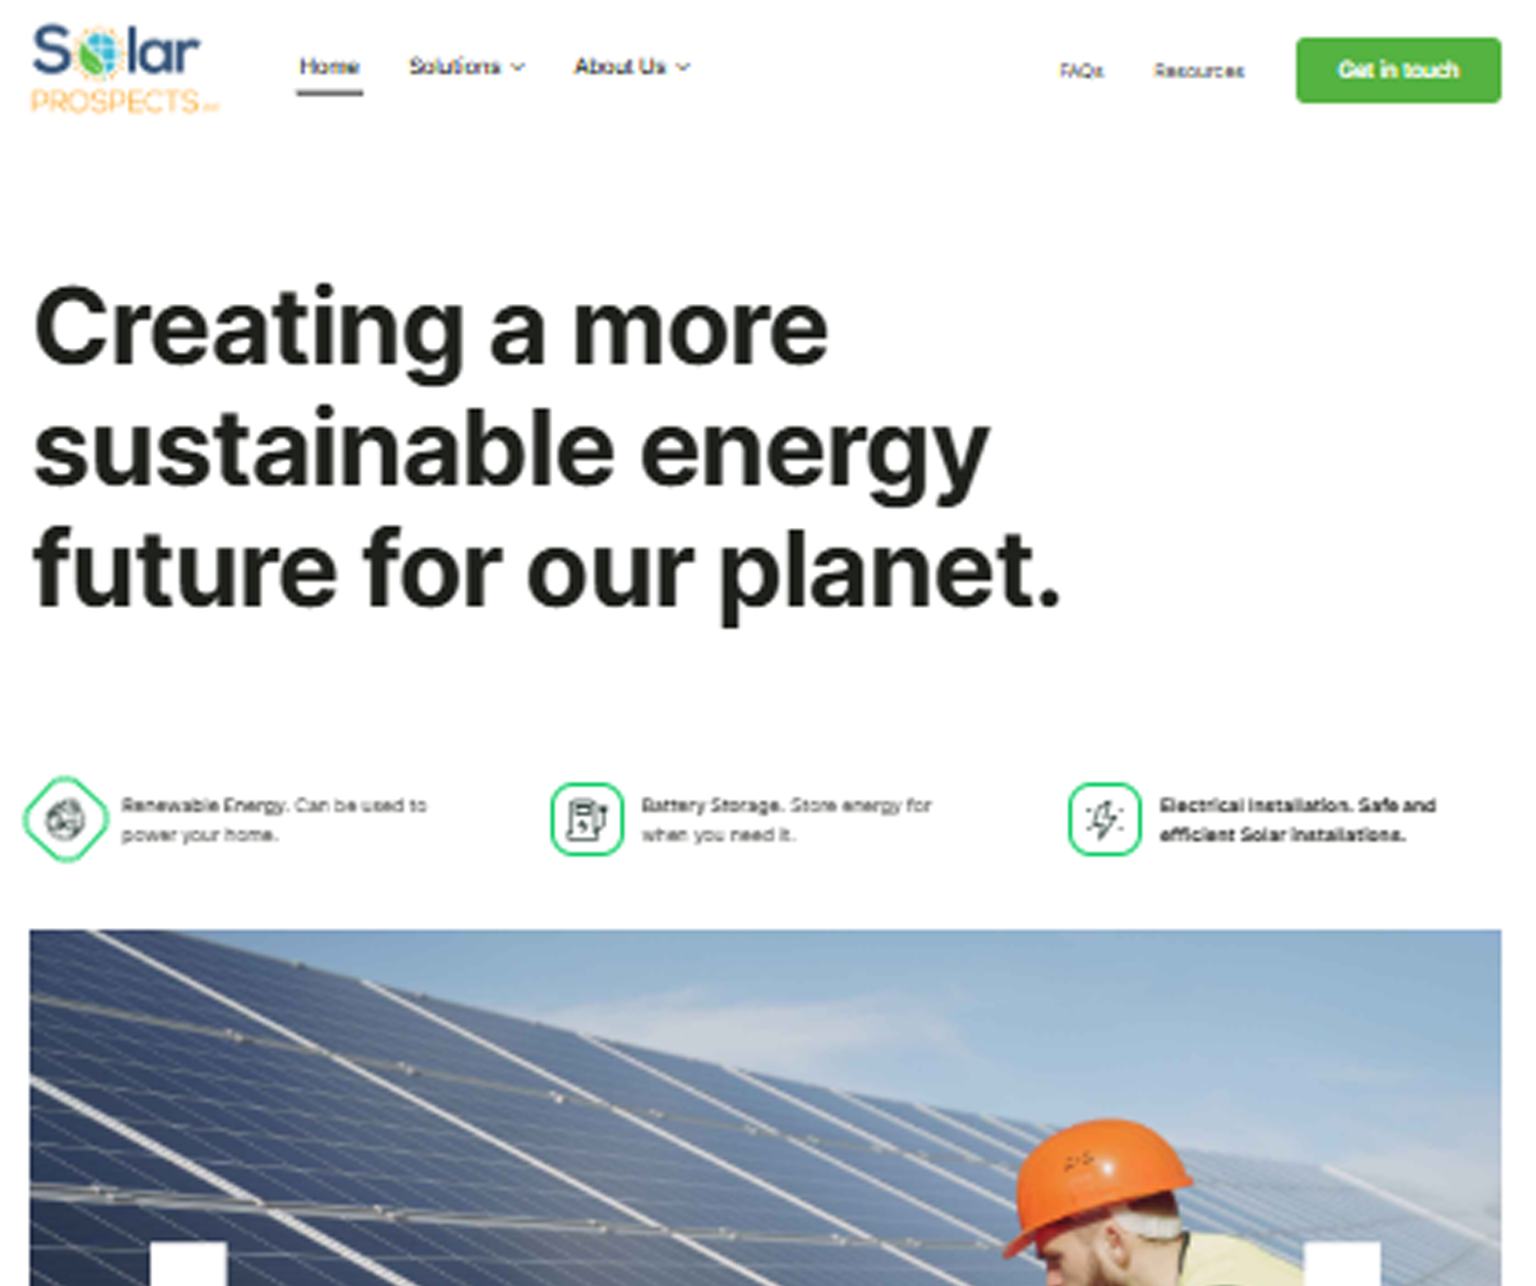 Solar
PROSPECTS
Home
Solutions
About Us
FAQs
Resources
Get in touch
Creating a more
sustainable energy
future for our planet.
Renewable Energy. Can be used to
power your home.
Battery Storage. Store energy for
when you need it.
Electrical Installation. Safe and
efficient Solar Installations.